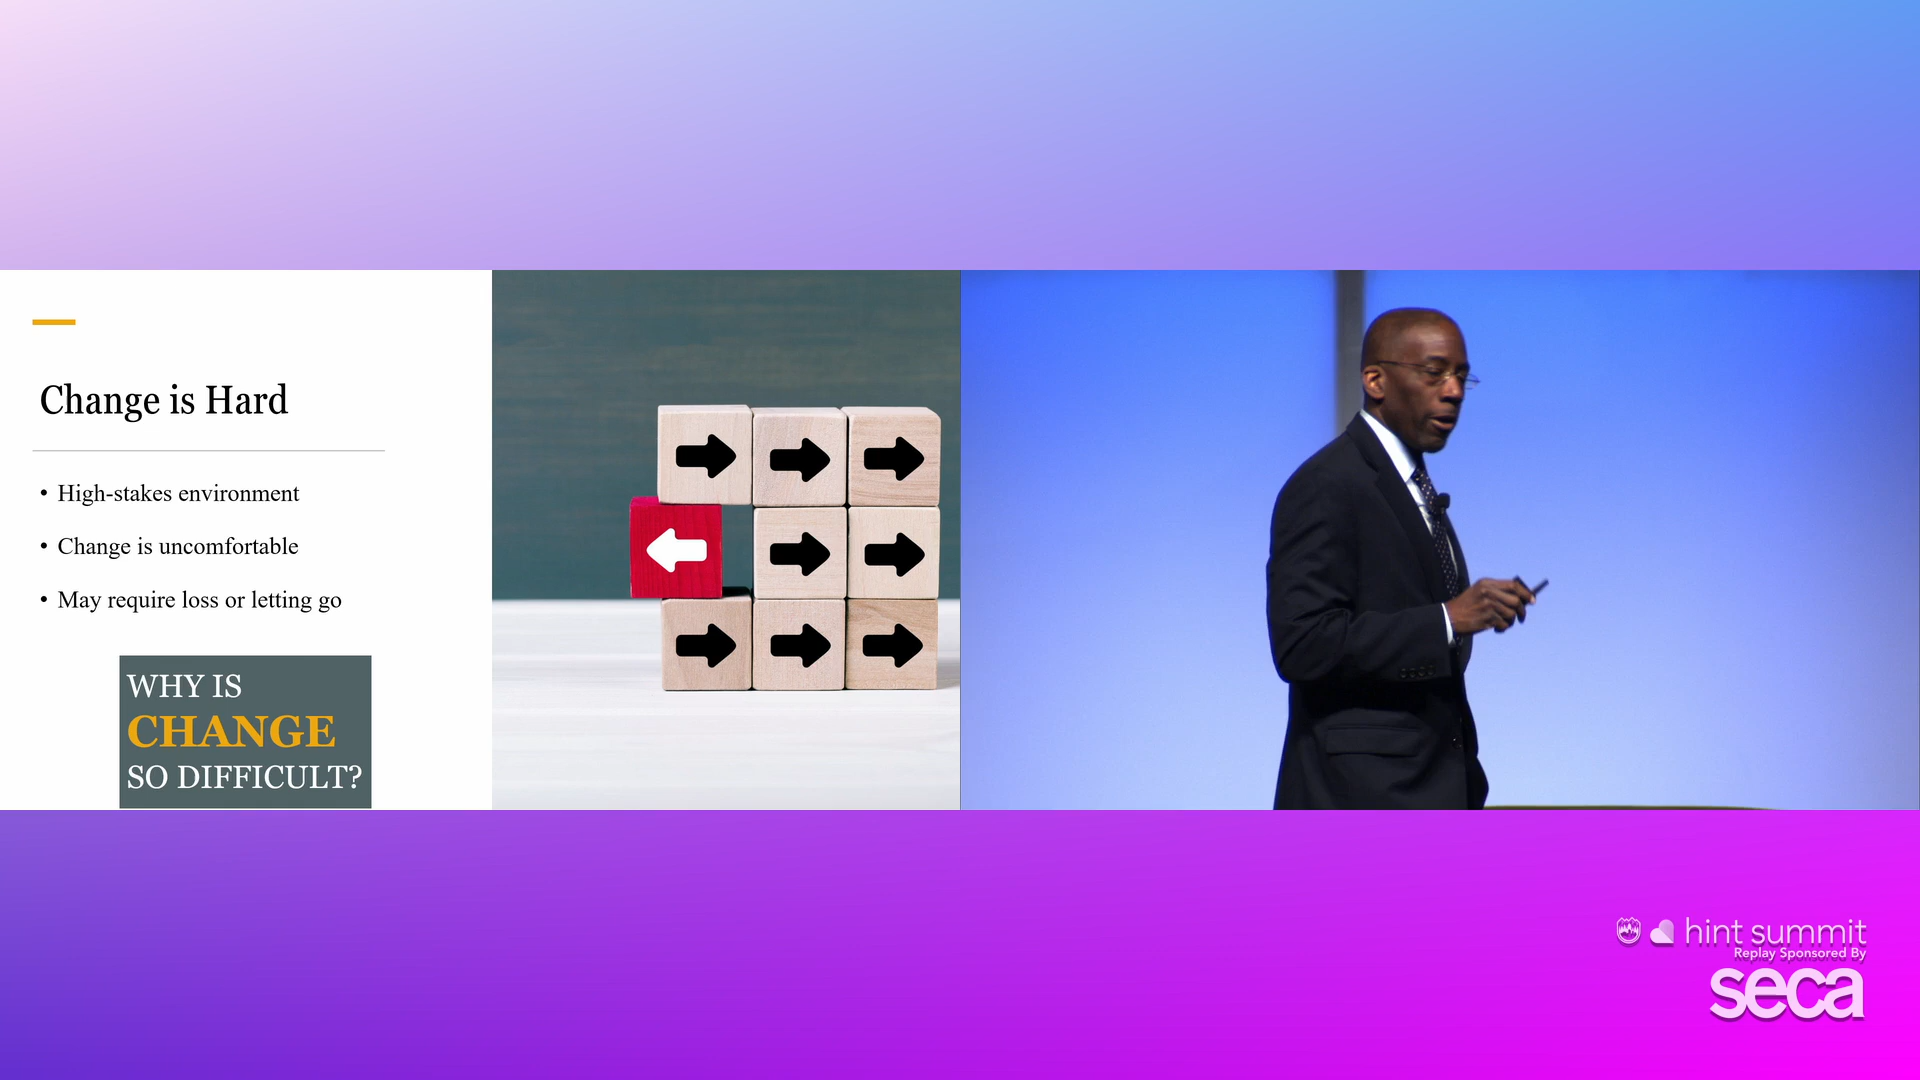 Change is Hard
• High-stakes environment
• Change is uncomfortable
• May require loss or letting go
WHY IS
CHANGE
SO DIFFICULT?
hint summit
Replay Sponsored By
seca